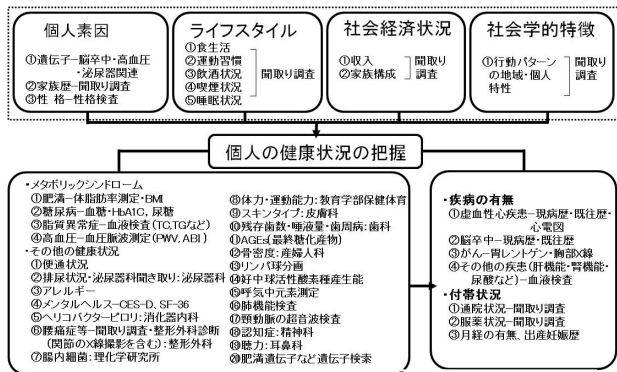 個人素因
①遺伝子−脳卒中・高血圧
・泌尿器関連
②家族歴−聞取り調査
③性 格−性格検査
ライフスタイル
①食生活
②運動習慣
③飲酒状況
④喫煙状況
⑤睡眠状況
聞取り調査
社会経済状況
①収入
②家族構成
聞取り
調査
社会学的特徴
①行動パターン
の地域・個人
特性
聞取り
調査
個人の健康状況の把握
・メタボリックシンドローム
①肥満−体脂肪率測定・BMI
②糖尿病−血糖・HbA1C，尿糖
③脂質異常症−血液検査(TC,TGなど)
④高血圧−血圧脈波測定(PWV, ABI)
・その他の健康状況
①便通状況
②排尿状況・泌尿器科聞き取り：泌尿器科
③アレルギー
④メンタルヘルス−CES-D, SF-36
⑤ヘリコバクターピロリ：消化器内科
⑥腰痛症等−聞取り調査・整形外科診断
(関節のX線撮影を含む)：整形外科
⑦腸内細菌：理化学研究所
⑧体力・運動能力：教育学部保健体育
⑨スキンタイプ：皮膚科
⑩残存歯数・唾液量・歯周病：歯科
⑪AGEs(最終糖化産物)
⑫骨密度：産婦人科
⑬リンパ球分画
⑭好中球活性酸素種産生能
⑮呼気中元素測定
⑯肺機能検査
⑰頸動脈の超音波検査
⑱認知症：精神科
⑲聴力：耳鼻科
⑳肥満遺伝子など遺伝子検索
・疾病の有無
①虚血性心疾患−現病歴・既往歴・
心電図
②脳卒中−現病歴・既往歴
③がん−胃レントゲン・胸部X線
④その他の疾患(肝機能・腎機能・
尿酸など)−血液検査
・付帯状況
①通院状況−聞取り調査
②服薬状況−聞取り調査
③月経の有無、出産妊娠歴